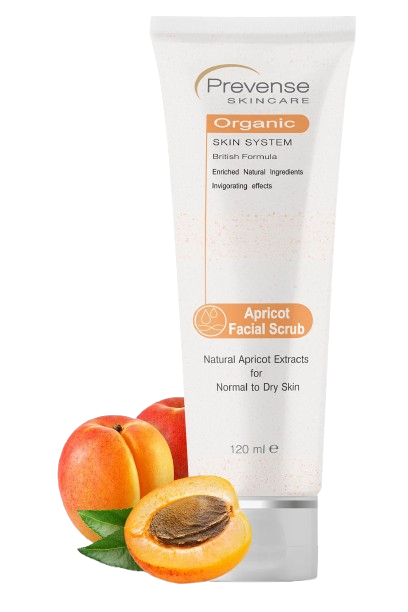 Prevense
SKINCARE
Organic
SKIN SYSTEM
British Formula
Enriched Natural Ingredients
Invigorating effects
Apricot
Facial Scrub
Natural Apricot Extracts
for
Normal to Dry Skin
120 ml ℮